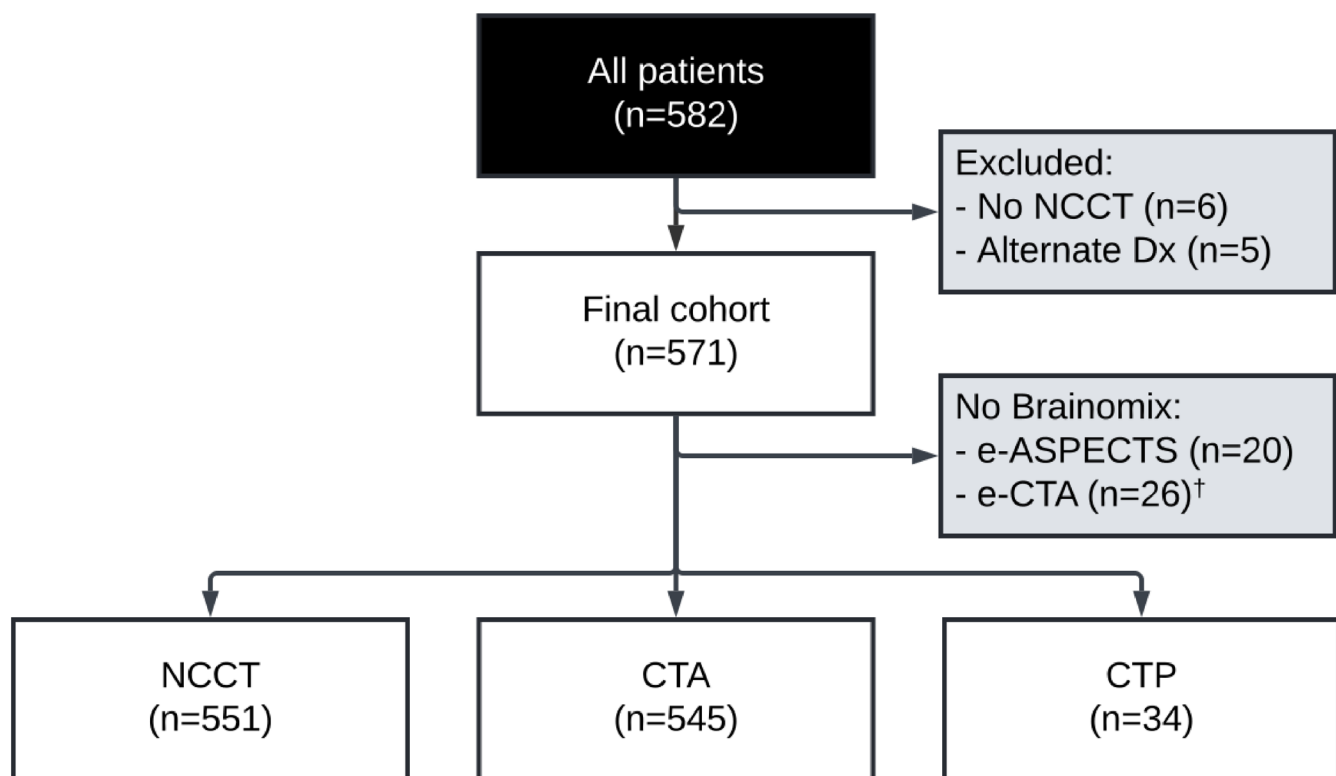 All patients
(n=582)
Excluded:
- No NCCT (n=6)
- Alternate Dx (n=5)
Final cohort
(n=571)
No Brainomix:
- e-ASPECTS (n=20)
- e-CTA (n=26)†
NCCT
(n=551)
CTA
(n=545)
CTP
(n=34)